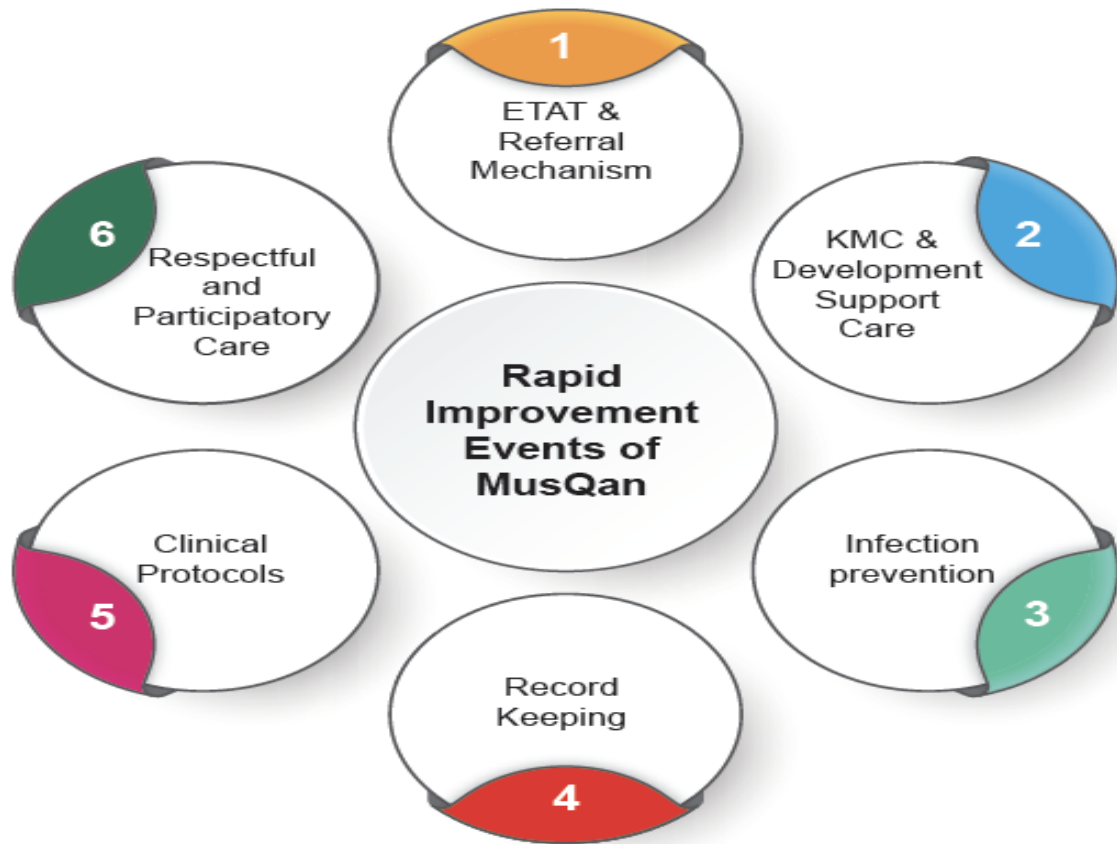 1
ETAT &
Referral
Mechanism
2
KMC &
Development
Support
Care
3
Infection
prevention
4
Record
Keeping
5
Clinical
Protocols
6
Respectful
and
Participatory
Care
Rapid
Improvement
Events of
MusQan